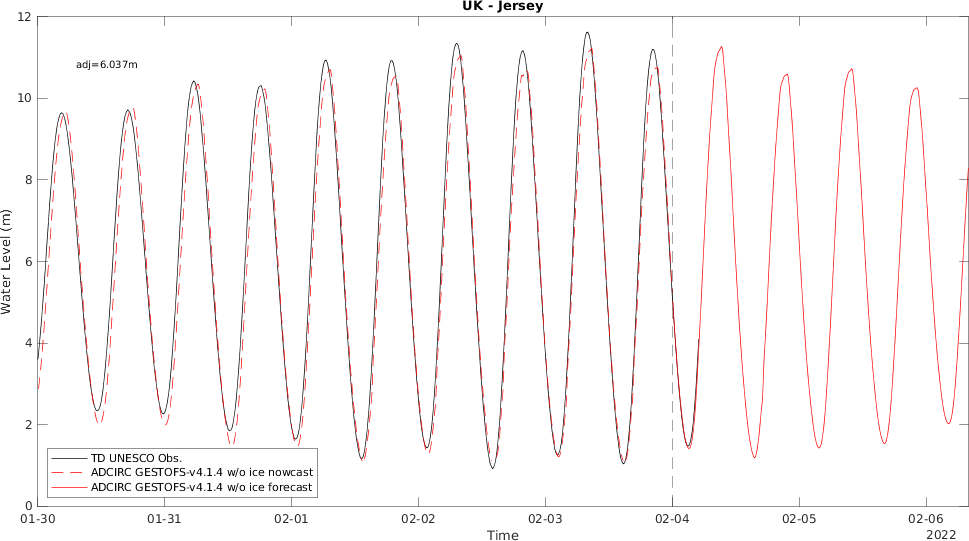 UK - Jersey
12
10
8
6
4
2
0
Water Level (m)
adj=6.037m
TD UNESCO Obs.
ADCIRC GESTOFS-v4.1.4 w/o ice nowcast
ADCIRC GESTOFS-v4.1.4 w/o ice forecast
01-30 01-31 02-01 02-02 02-03 02-04 02-05 02-06
Time
2022